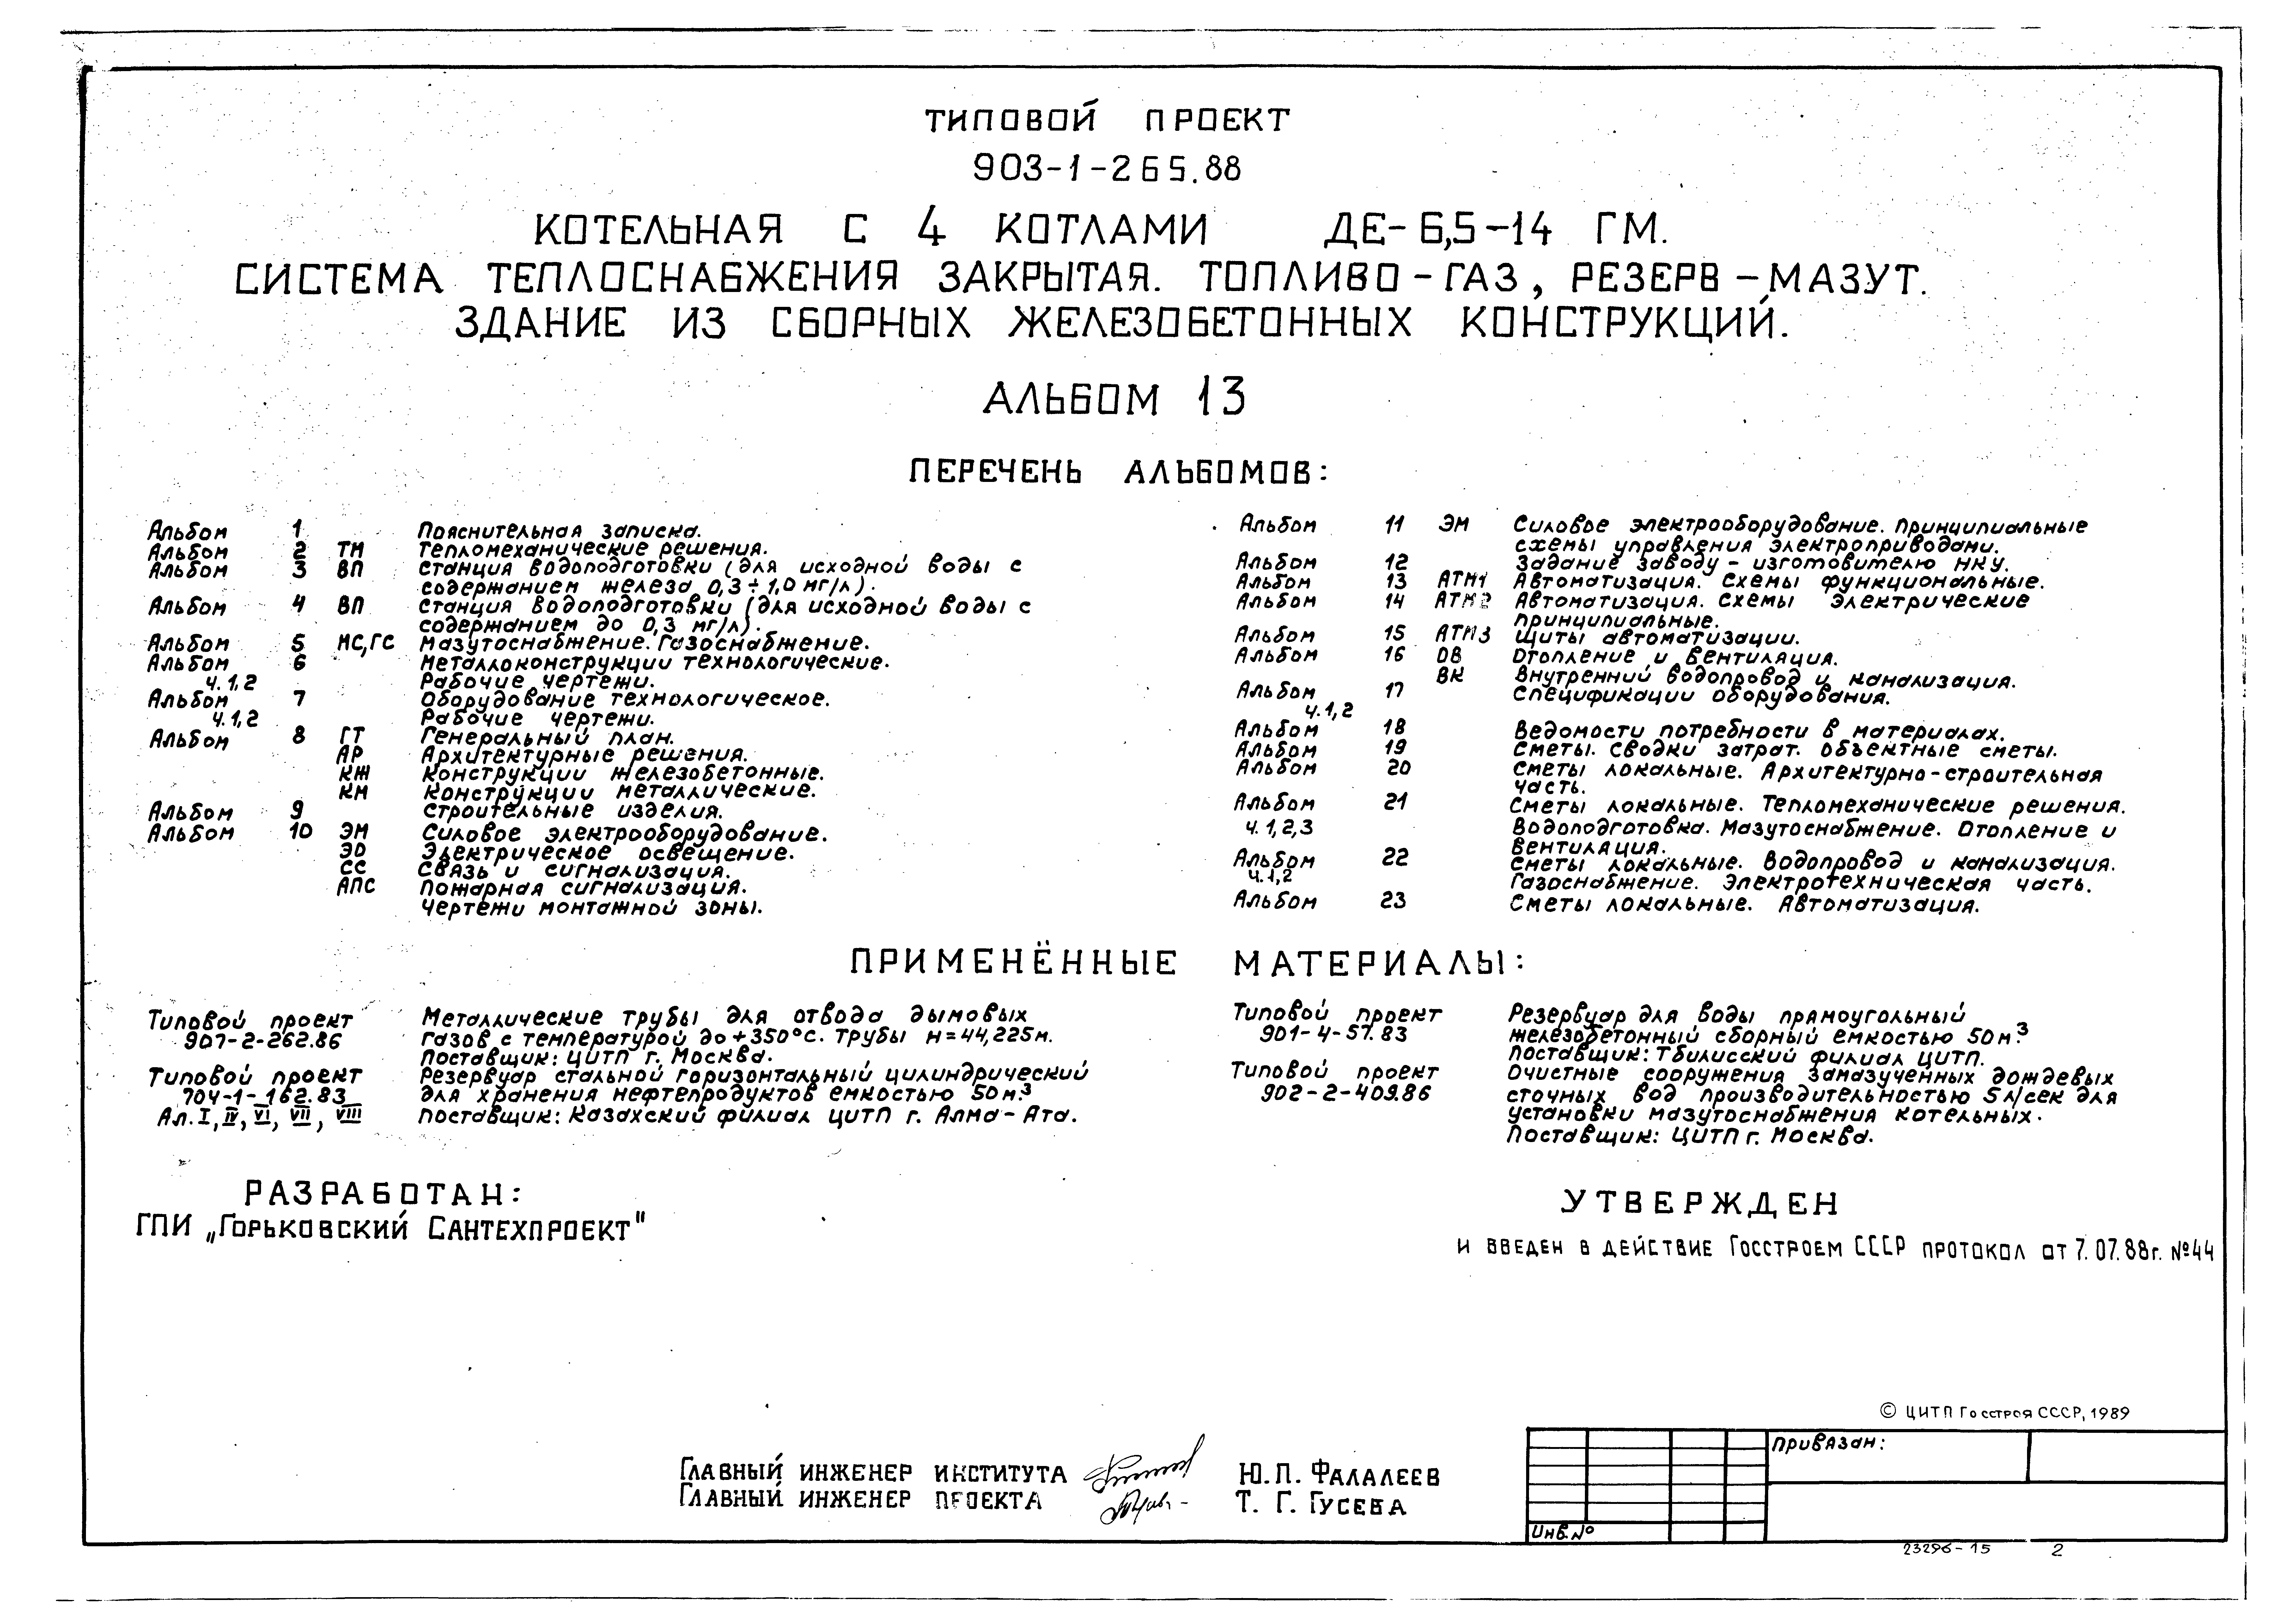 ТИПОВОЙ ПРОЕКТ
903-1-265.88
КОТЕЛЬНАЯ С 4 КОТЛАМИ ДЕ-6,5-14 ГМ.
СИСТЕМА ТЕПЛОСНАБЖЕНИЯ ЗАКРЫТАЯ. ТОПЛИВО-ГАЗ, РЕЗЕРВ-МАЗУТ.
ЗДАНИЕ ИЗ СБОРНЫХ ЖЕЛЕЗОБЕТОННЫХ КОНСТРУКЦИЙ.
АЛЬБОМ 13
ПЕРЕЧЕНЬ АЛЬБОМОВ:
Альбом 1 Пояснительная записка.
Альбом 2 ТМ Тепломеханические решения.
Альбом 3 ВП Станция водоподготовки (для исходной воды с
содержанием железа 0,3÷1,0 мг/л).
Альбом 4 ВП Станция водоподготовки (для исходной воды с
содержанием до 0,3 мг/л).
Альбом 5 МС,ГС Мазутоснабжение. Газоснабжение.
Альбом 6 Металлоконструкции технологические.
ч.1,2 Рабочие чертежи.
Альбом 7 Оборудование технологическое.
ч.1,2 Рабочие чертежи.
Альбом 8 ГТ Генеральный план.
АР Архитектурные решения.
КЖ Конструкции железобетонные.
КМ Конструкции металлические.
Альбом 9 Строительные изделия.
Альбом 10 ЭМ Силовое электрооборудование.
ЭО Электрическое освещение.
СС Связь и сигнализация.
АПС Пожарная сигнализация.
Чертежи монтажной зоны.
Альбом 11 ЭМ Силовое электрооборудование. Принципиальные
схемы управления электроприводами.
Альбом 12 Задание заводу-изготовителю НКУ.
Альбом 13 АТМ1 Автоматизация. Схемы функциональные.
Альбом 14 АТМ2 Автоматизация. Схемы электрические
принципиальные.
Альбом 15 АТМ3 Щиты автоматизации.
Альбом 16 ОВ Отопление и вентиляция.
ВК Внутренний водопровод и канализация.
Альбом 17 Спецификации оборудования.
ч.1,2
Альбом 18 Ведомости потребности в материалах.
Альбом 19 Сметы. Сводки затрат. Объектные сметы.
Альбом 20 Сметы локальные. Архитектурно-строительная
часть.
Альбом 21 Сметы локальные. Тепломеханические решения.
ч.1,2,3 Водоподготовка. Мазутоснабжение. Отопление и
вентиляция.
Альбом 22 Сметы локальные. Водопровод и канализация.
ч.1,2 Газоснабжение. Электротехническая часть.
Альбом 23 Сметы локальные. Автоматизация.
ПРИМЕНЁННЫЕ МАТЕРИАЛЫ:
Типовой проект Металлические трубы для отвода дымовых
907-2-262.86 газов с температурой до +350°С. Трубы Н=44,225м.
Поставщик: ЦИТП г. Москва.
Типовой проект Резервуар стальной горизонтальный цилиндрический
704-1-162.83 для хранения нефтепродуктов емкостью 50м³.
Ал. I, IV, VI, VII, VIII Поставщик: Казахский филиал ЦИТП г. Алма-Ата.
Типовой проект Резервуар для воды прямоугольный
901-4-57.83 железобетонный сборный емкостью 50м³.
Поставщик: Тбилисский филиал ЦИТП.
Типовой проект Очистные сооружения замазученных дождевых
902-2-409.86 сточных вод производительностью 5л/сек для
установки мазутоснабжения котельных.
Поставщик: ЦИТП г. Москва.
РАЗРАБОТАН:
ГПИ „ГОРЬКОВСКИЙ САНТЕХПРОЕКТ"
УТВЕРЖДЕН
И ВВЕДЕН В ДЕЙСТВИЕ ГОССТРОЕМ СССР ПРОТОКОЛ ОТ 7.07.88г. №44
© ЦИТП Госстроя СССР, 1989
ГЛАВНЫЙ ИНЖЕНЕР ИНСТИТУТА Ю.П. ФАЛАЛЕЕВ
ГЛАВНЫЙ ИНЖЕНЕР ПРОЕКТА Т. Г. ГУСЕВА
Привязан:
Инв.№
23296-15 2